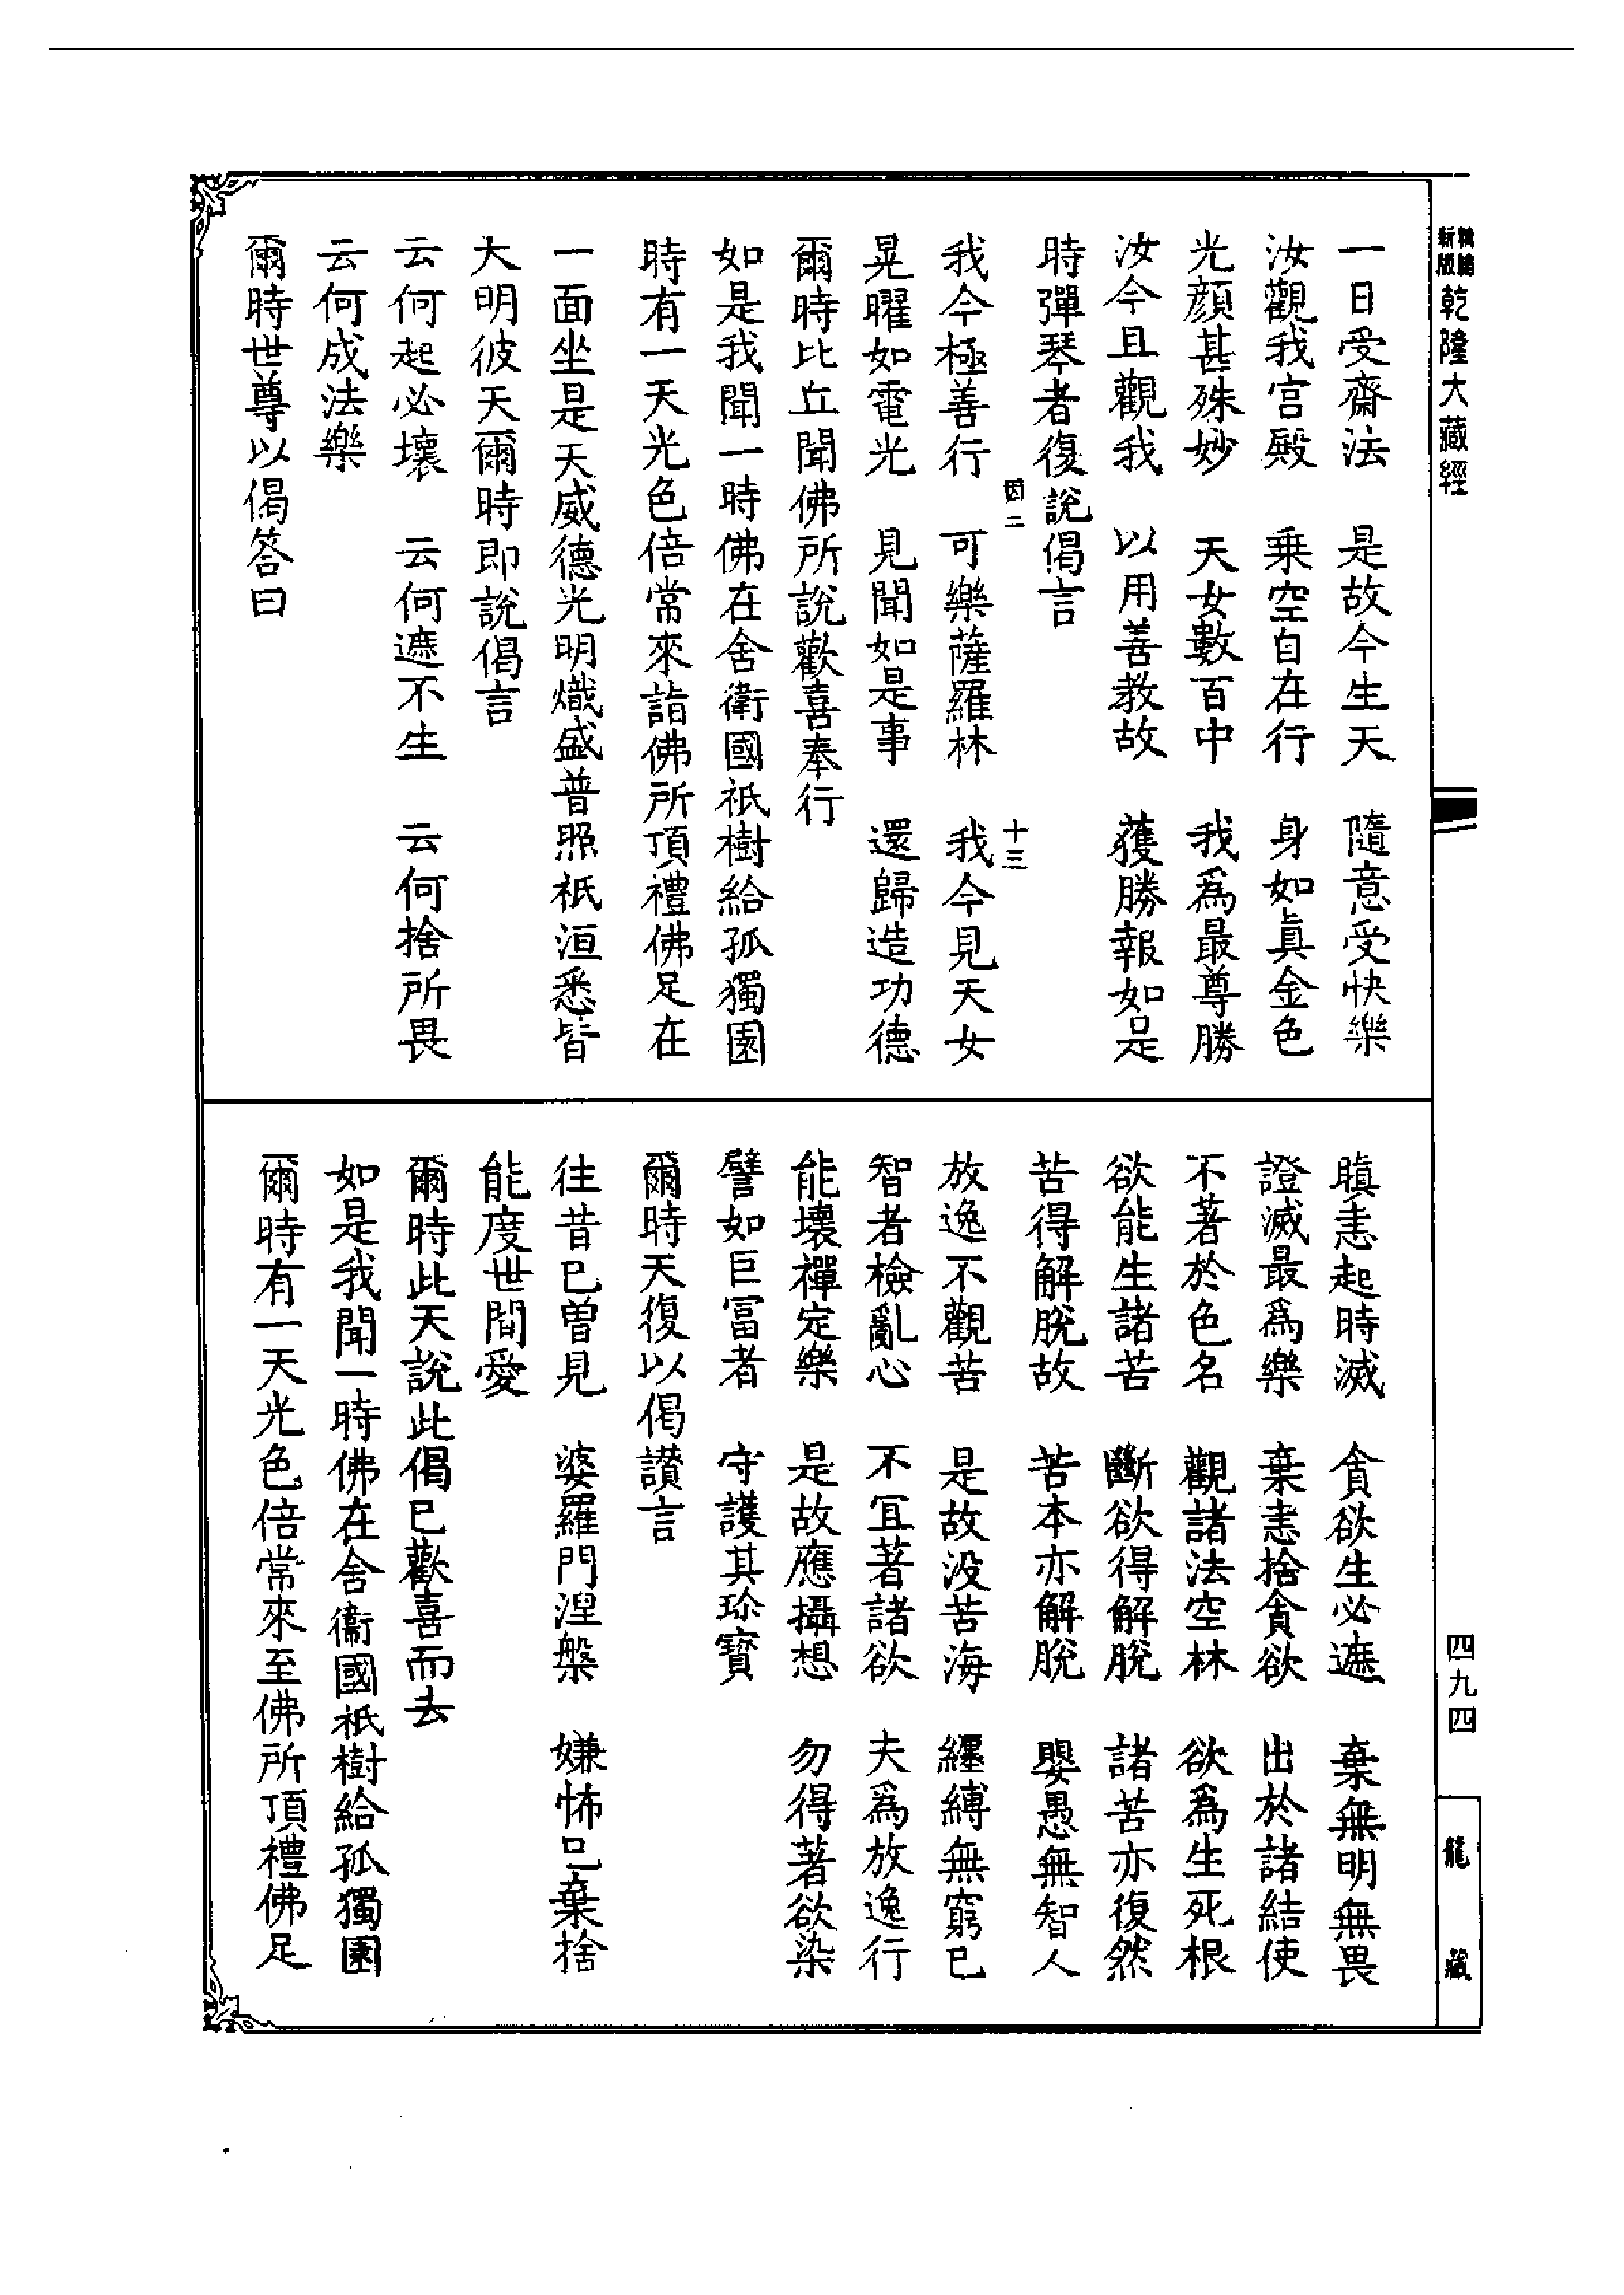 新版
乾隆大藏經
一日受齋法　是故今生天　隨意受快樂
汝觀我宮殿　乘空自在行　身如真金色
光顔甚殊妙　天女數百中　我爲最尊勝
汝今且觀我　以用善教故　獲勝報如是
時彈琴者復說偈言
十三
我今極善行　可樂薩羅林　我今見天女
晃曜如電光　見聞如是事　還歸造功德
爾時比丘聞佛所說歡喜奉行
如是我聞一時佛在舍衛國祇樹給孤獨園
時有一天光色倍常來詣佛所頂禮佛足在
一面坐是天威德光明熾盛普照祇洹悉皆
大明彼天爾時即說偈言
云何起必壞　云何遮不生　云何捨所畏
云何成法樂
爾時世尊以偈答曰
瞋恚起時滅　貪欲生必遮　棄無明無畏
證滅最爲樂　棄恚捨貪欲　出於諸結使
不著於色名　觀諸法空林　欲爲生死根
欲能生諸苦　斷欲得解脫　諸苦亦復然
苦得解脫故　苦本亦解脫　嬰愚無智人
放逸不觀苦　是故没苦海　纏縛無窮已
智者檢亂心　不冝著諸欲　夫爲放逸行
能壞禪定樂　是故應攝想　勿得著欲染
譬如巨富者　守護其珍寳
爾時天復以偈讃言
往昔已曽見　婆羅門涅槃　嫌怖已棄捨
能度世間愛
爾時此天說此偈已歡喜而去
如是我聞一時佛在舍衞國祇樹給孤獨園
爾時有一天光色倍常來至佛所頂禮佛足
四九四
龍藏